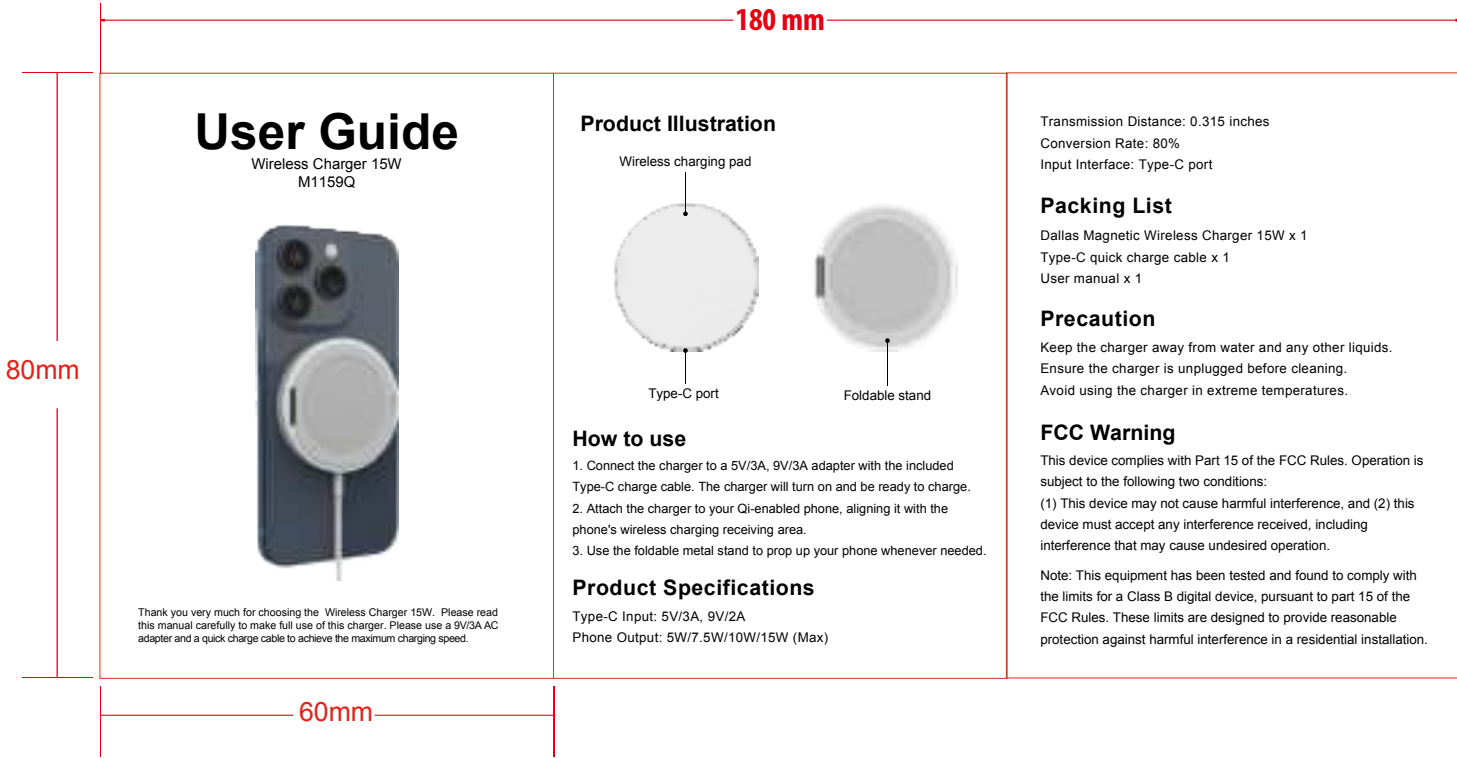 180 mm
80mm
60mm
User Guide
Wireless Charger 15W
M1159Q
Thank you very much for choosing the Wireless Charger 15W. Please read
this manual carefully to make full use of this charger. Please use a 9V/3A AC
adapter and a quick charge cable to achieve the maximum charging speed.
Product Illustration
Wireless charging pad
Type-C port
Foldable stand
How to use
1. Connect the charger to a 5V/3A, 9V/3A adapter with the included
Type-C charge cable. The charger will turn on and be ready to charge.
2. Attach the charger to your Qi-enabled phone, aligning it with the
phone's wireless charging receiving area.
3. Use the foldable metal stand to prop up your phone whenever needed.
Product Specifications
Type-C Input: 5V/3A, 9V/2A
Phone Output: 5W/7.5W/10W/15W (Max)
Transmission Distance: 0.315 inches
Conversion Rate: 80%
Input Interface: Type-C port
Packing List
Dallas Magnetic Wireless Charger 15W x 1
Type-C quick charge cable x 1
User manual x 1
Precaution
Keep the charger away from water and any other liquids.
Ensure the charger is unplugged before cleaning.
Avoid using the charger in extreme temperatures.
FCC Warning
This device complies with Part 15 of the FCC Rules. Operation is
subject to the following two conditions:
(1) This device may not cause harmful interference, and (2) this
device must accept any interference received, including
interference that may cause undesired operation.
Note: This equipment has been tested and found to comply with
the limits for a Class B digital device, pursuant to part 15 of the
FCC Rules. These limits are designed to provide reasonable
protection against harmful interference in a residential installation.